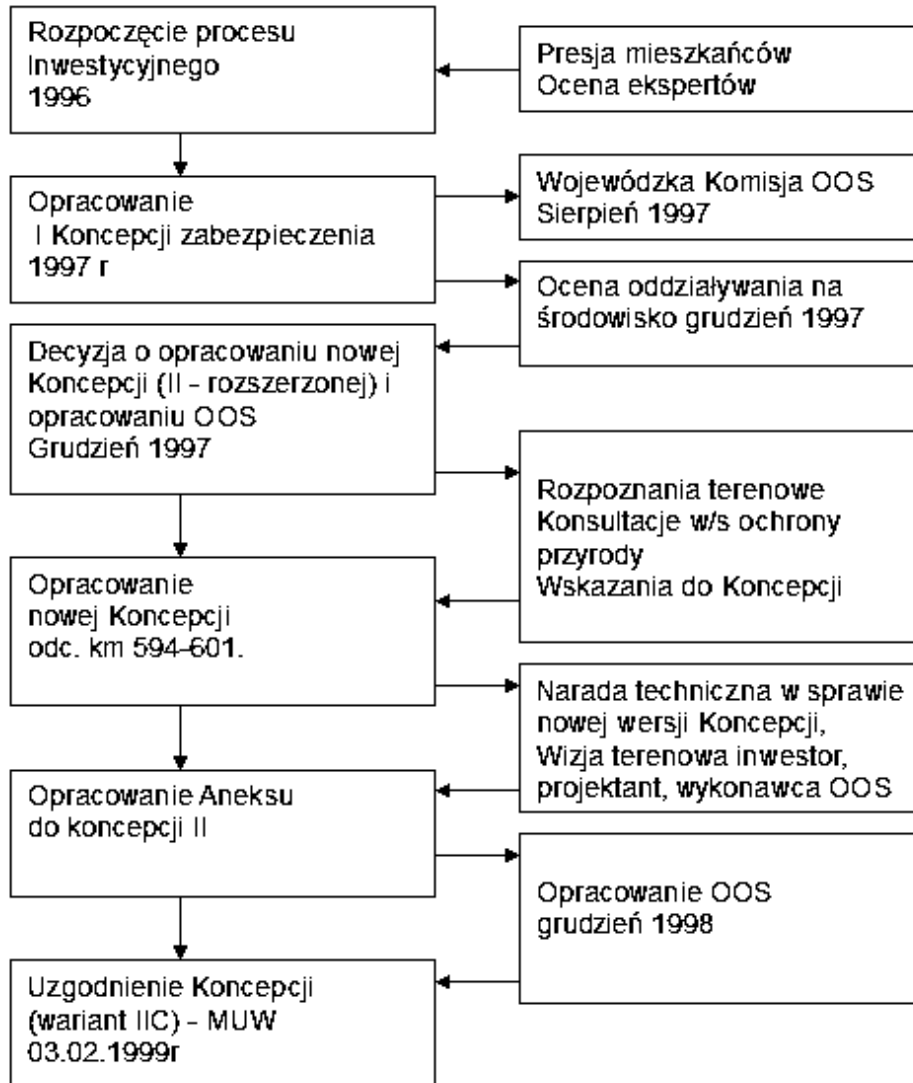 Rozpoczęcie procesu
Inwestycyjnego
1996
Presja mieszkańców
Ocena ekspertów
Opracowanie
I Koncepcji zabezpieczenia
1997 r
Wojewódzka Komisja OOS
Sierpień 1997
Ocena oddziaływania na
środowisko grudzień 1997
Decyzja o opracowaniu nowej
Koncepcji (II - rozszerzonej) i
opracowaniu OOS
Grudzień 1997
Rozpoznania terenowe
Konsultacje w/s ochrony
przyrody
Wskazania do Koncepcji
Opracowanie
nowej Koncepcji
odc. km 594-601.
Narada techniczna w sprawie
nowej wersji Koncepcji,
Wizja terenowa inwestor,
projektant, wykonawca OOS
Opracowanie Aneksu
do koncepcji II
Opracowanie OOS
grudzień 1998
Uzgodnienie Koncepcji
(wariant IIC) - MUW
03.02.1999r